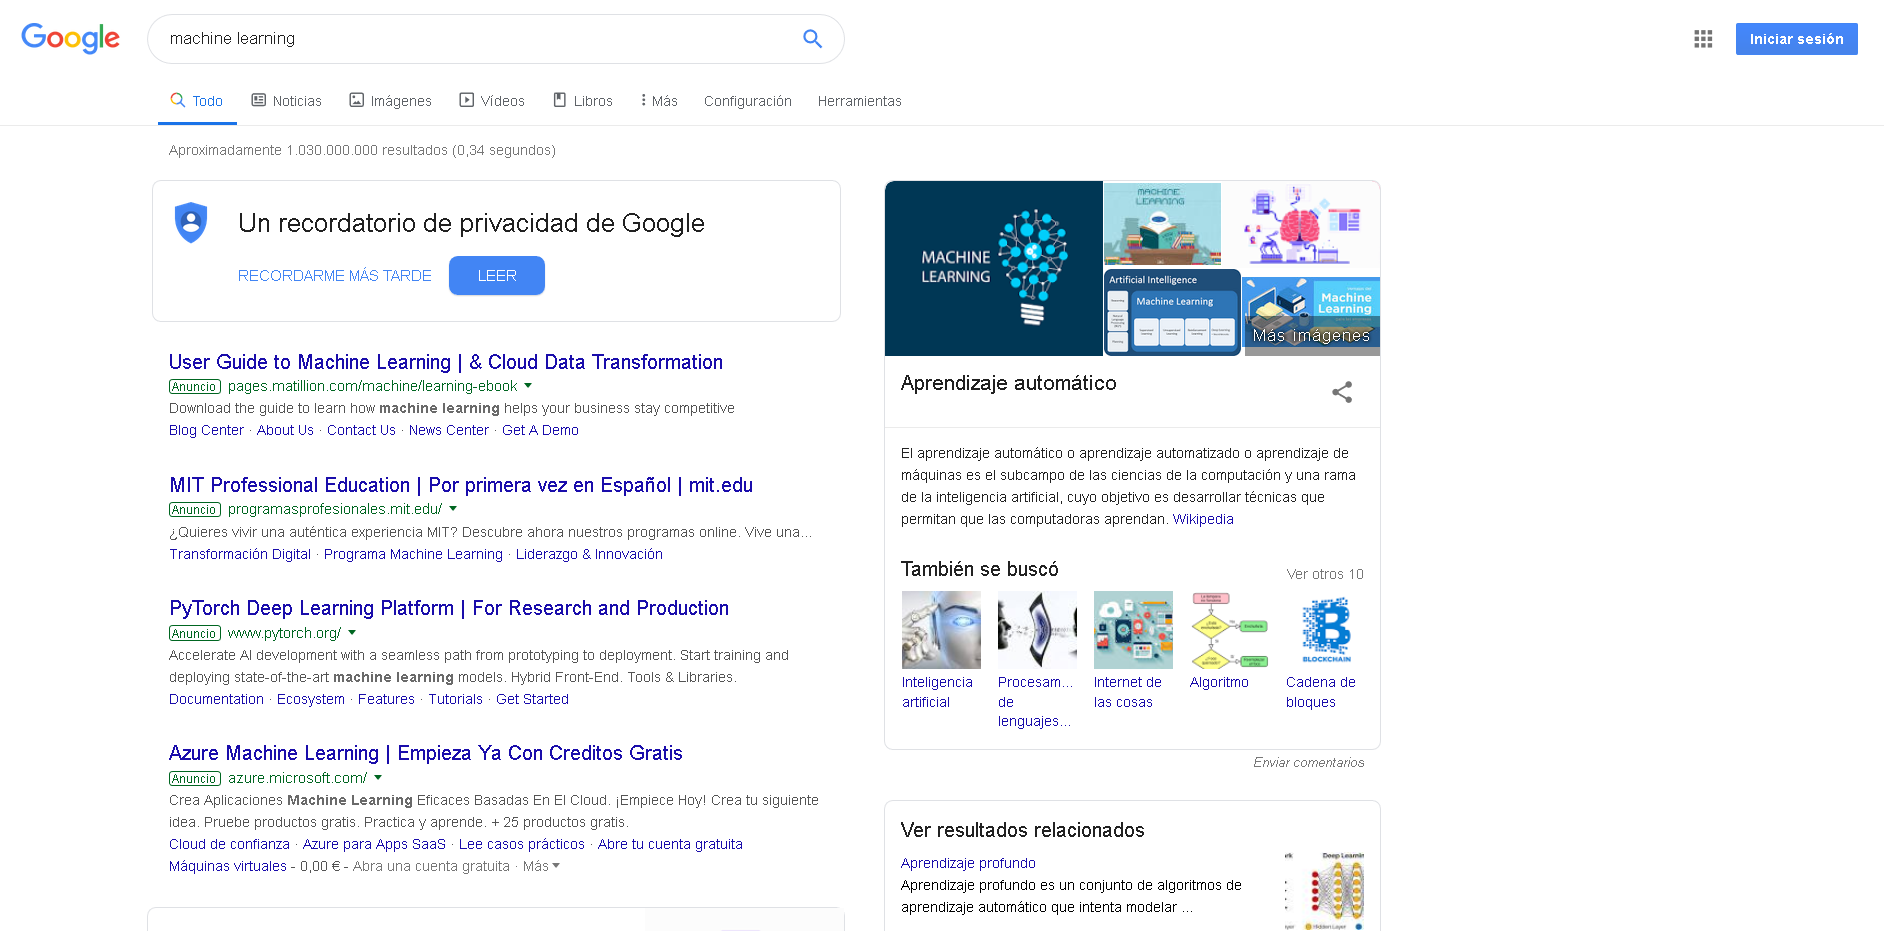 Google
machine learning
Iniciar sesión
Todo
Noticias
Imágenes
Vídeos
Libros
Más
Configuración
Herramientas
Aproximadamente 1.030.000.000 resultados (0,34 segundos)
Un recordatorio de privacidad de Google
RECORDARME MÁS TARDE
LEER
User Guide to Machine Learning | & Cloud Data Transformation
Anuncio pages.matillion.com/machine/learning-ebook
Download the guide to learn how machine learning helps your business stay competitive
Blog Center · About Us · Contact Us · News Center · Get A Demo
MIT Professional Education | Por primera vez en Español | mit.edu
Anuncio programasprofesionales.mit.edu/
¿Quieres vivir una auténtica experiencia MIT? Descubre ahora nuestros programas online. Vive una...
Transformación Digital · Programa Machine Learning · Liderazgo & Innovación
PyTorch Deep Learning Platform | For Research and Production
Anuncio www.pytorch.org/
Accelerate AI development with a seamless path from prototyping to deployment. Start training and
deploying state-of-the-art machine learning models. Hybrid Front-End. Tools & Libraries.
Documentation · Ecosystem · Features · Tutorials · Get Started
Azure Machine Learning | Empieza Ya Con Creditos Gratis
Anuncio azure.microsoft.com/
Crea Aplicaciones Machine Learning Eficaces Basadas En El Cloud. ¡Empiece Hoy! Crea tu siguiente
idea. Pruebe productos gratis. Practica y aprende. + 25 productos gratis.
Cloud de confianza · Azure para Apps SaaS · Lee casos prácticos · Abre tu cuenta gratuita
Máquinas virtuales - 0,00 € - Abra una cuenta gratuita · Más
MACHINE
LEARNING
MACHINE
LEARNING
Artificial Intelligence
Machine Learning
Machine
Learning
Más imágenes
Aprendizaje automático
El aprendizaje automático o aprendizaje automatizado o aprendizaje de
máquinas es el subcampo de las ciencias de la computación y una rama
de la inteligencia artificial, cuyo objetivo es desarrollar técnicas que
permitan que las computadoras aprendan. Wikipedia
También se buscó
Ver otros 10
BLOCKCHAIN
Inteligencia
artificial
Procesam...
de
lenguajes...
Internet de
las cosas
Algoritmo
Cadena de
bloques
Enviar comentarios
Ver resultados relacionados
Aprendizaje profundo
Aprendizaje profundo es un conjunto de algoritmos de
aprendizaje automático que intenta modelar ...
Deep Learnin
Hidden Layer